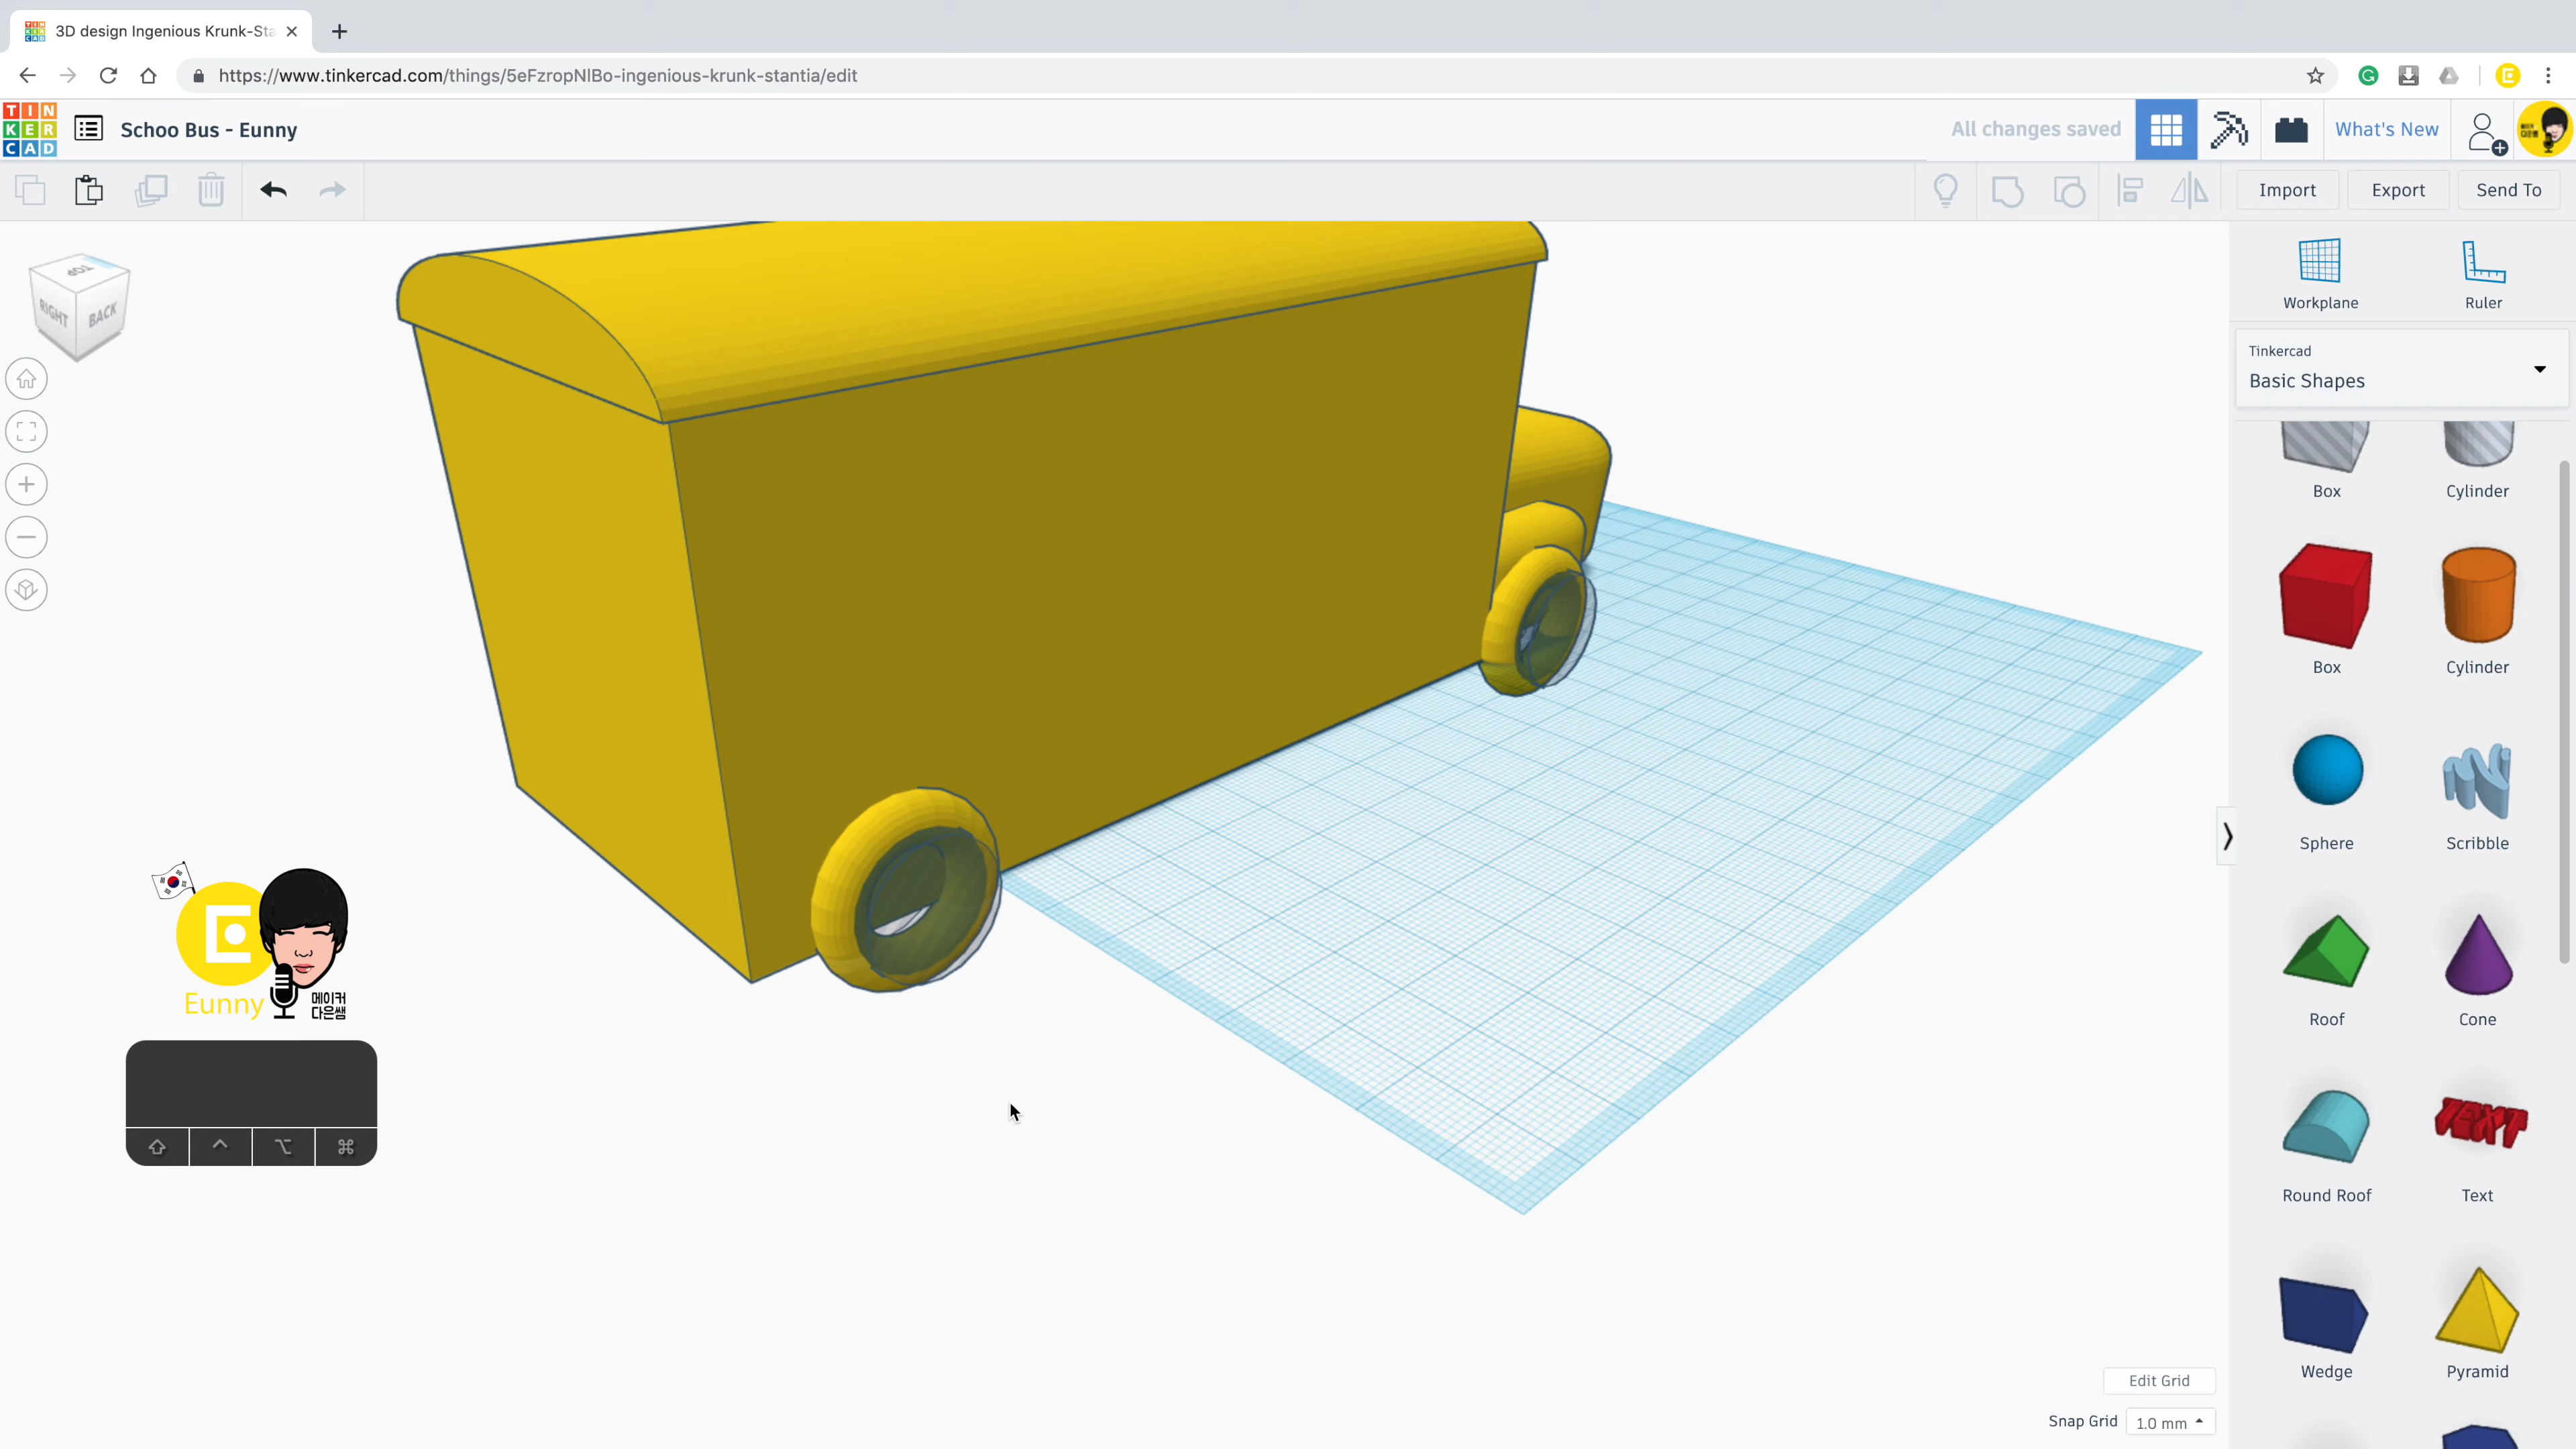 3D design Ingenious Krunk-Sta
https://www.tinkercad.com/things/5eFzropNlBo-ingenious-krunk-stantia/edit
TIN
KER
CAD
Schoo Bus - Eunny
All changes saved
What's New
Import
Export
Send To
TOP
RIGHT
BACK
Workplane
Ruler
Tinkercad
Basic Shapes
Box
Cylinder
Box
Cylinder
Sphere
Scribble
Roof
Cone
Round Roof
TEXT
Text
Wedge
Pyramid
Eunny
메이커
다은쌤
Edit Grid
Snap Grid
1.0 mm